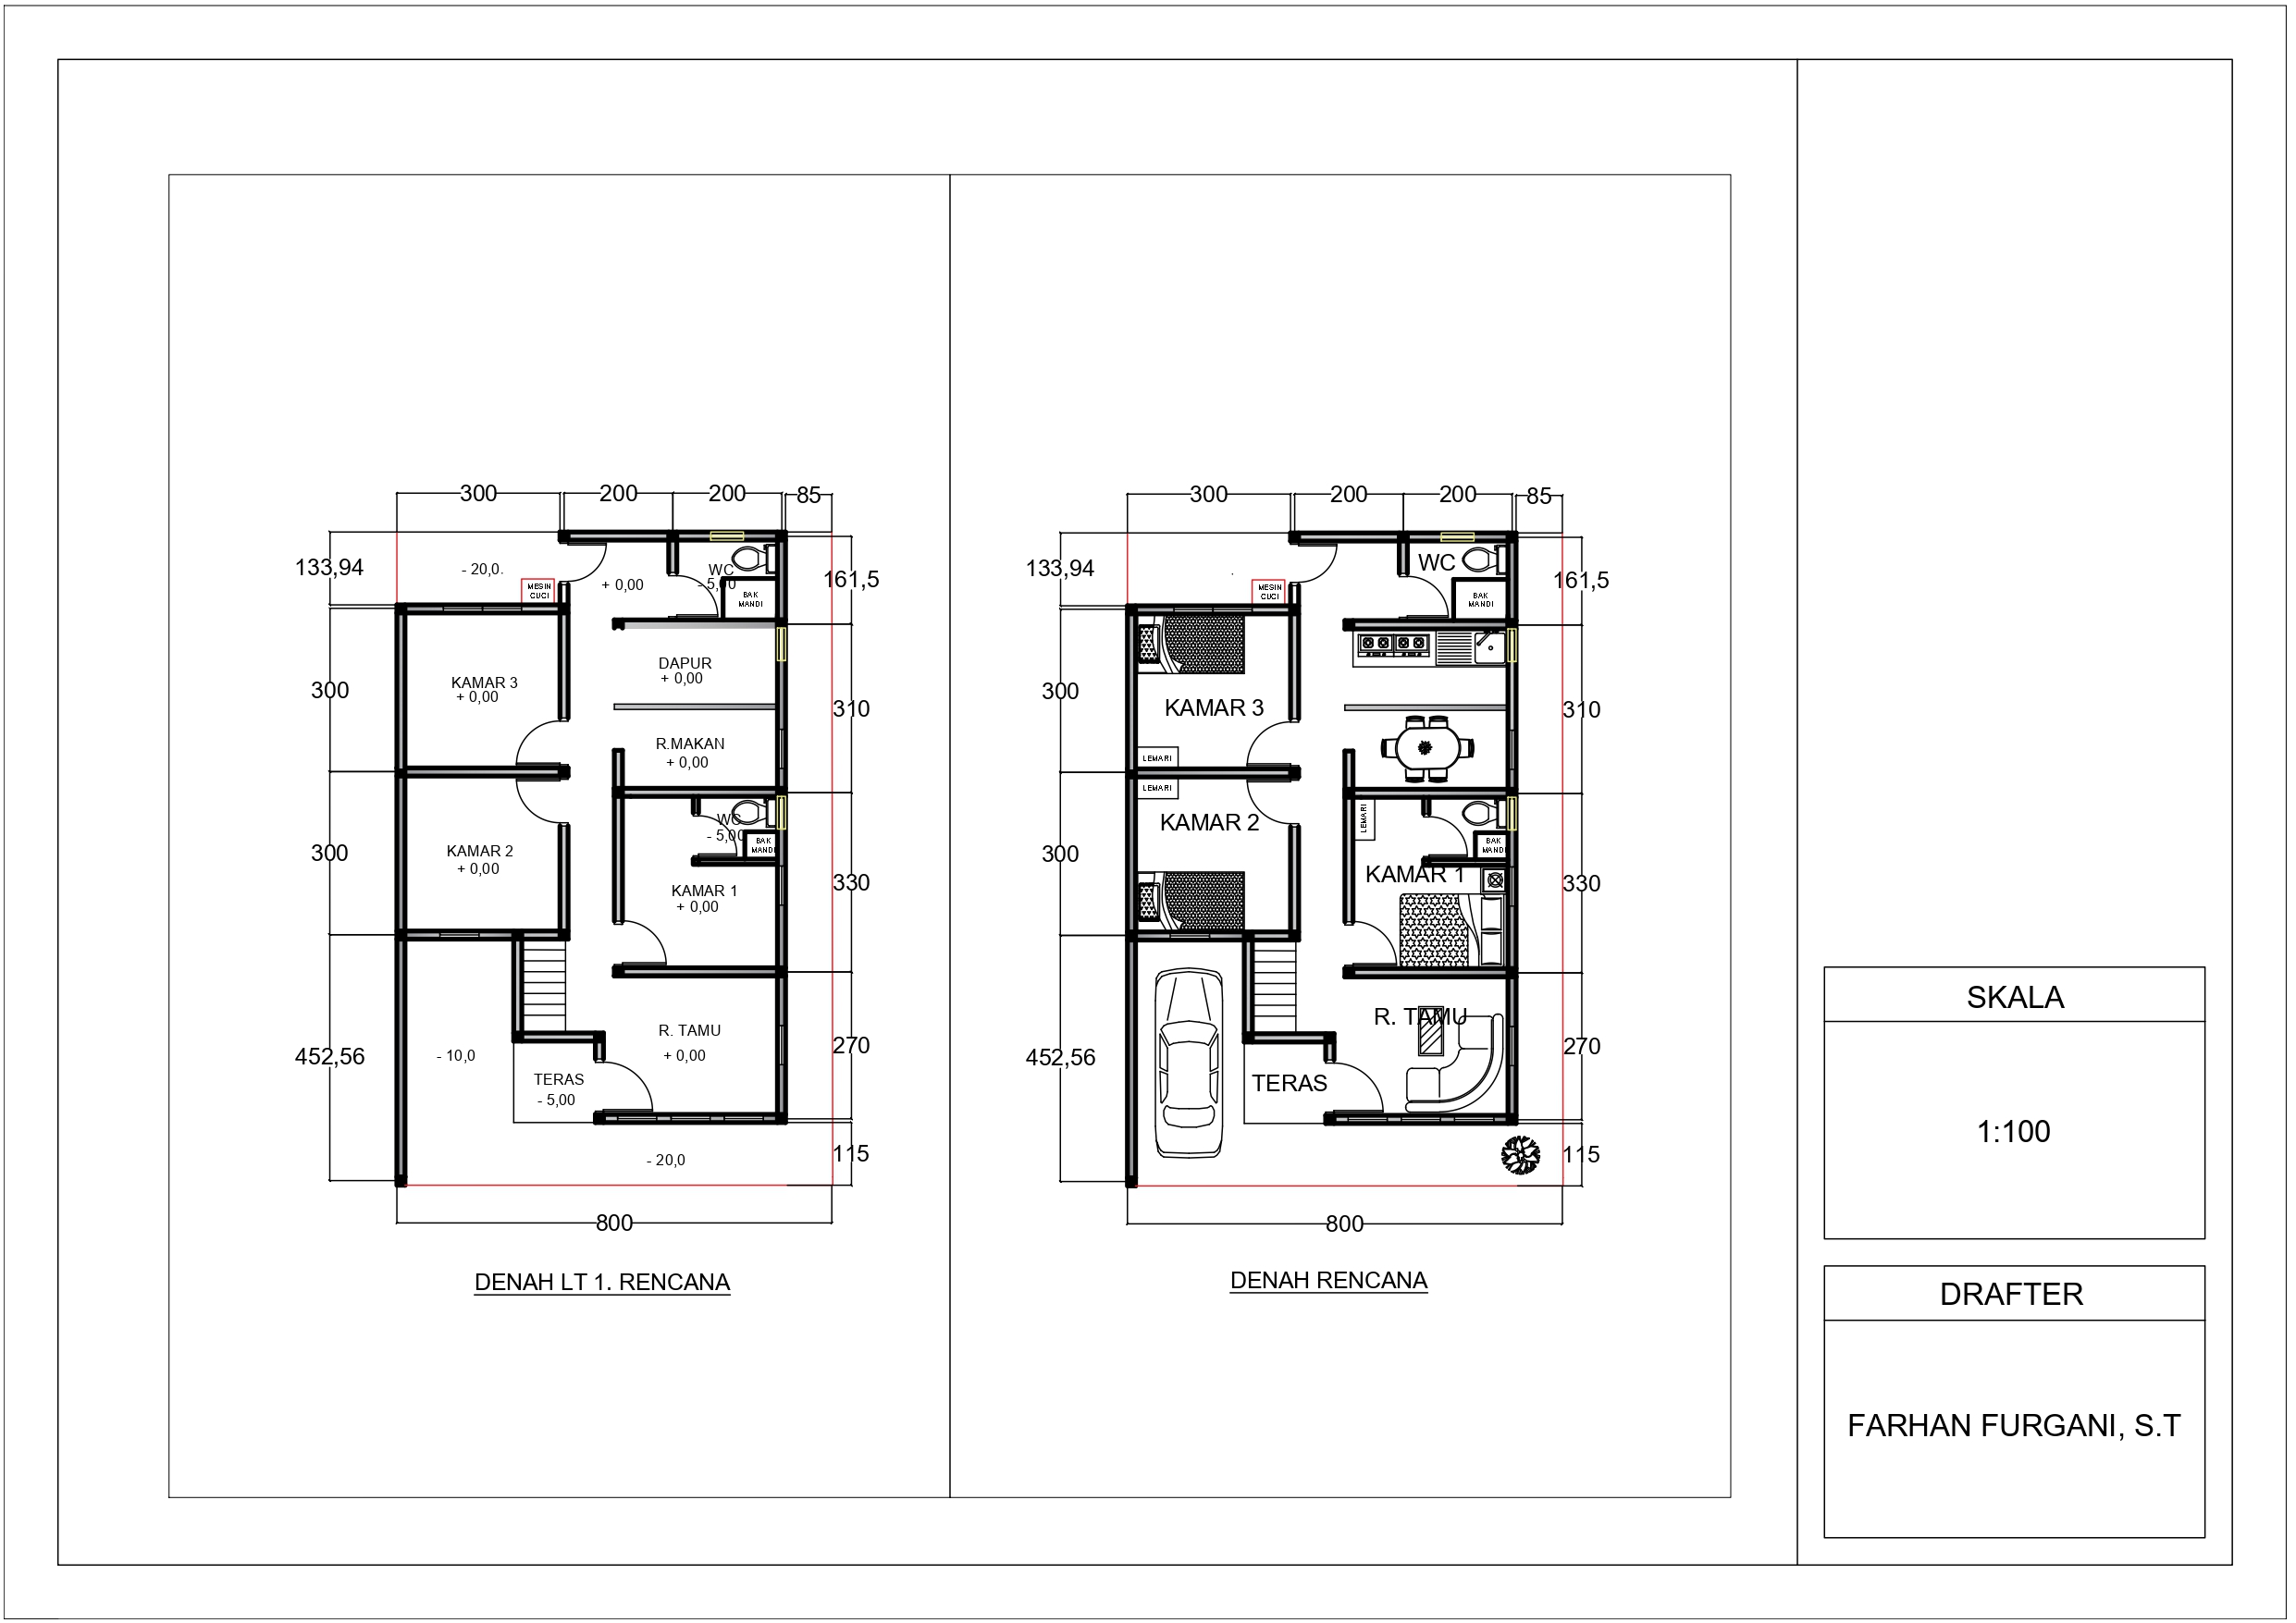 300
200
200
85
133,94
- 20,0.
MESIN
CUCI
+ 0,00
WC
- 5,00
BAK
MANDI
161,5
300
KAMAR 3
+ 0,00
DAPUR
+ 0,00
R.MAKAN
+ 0,00
310
300
KAMAR 2
+ 0,00
WC
- 5,00
BAK
MANDI
KAMAR 1
+ 0,00
330
452,56
- 10,0
R. TAMU
+ 0,00
TERAS
- 5,00
270
- 20,0
115
800
DENAH LT 1. RENCANA
300
200
200
85
133,94
MESIN
CUCI
WC
BAK
MANDI
161,5
300
KAMAR 3
LEMARI
310
300
LEMARI
KAMAR 2
LEMARI
BAK
MANDI
KAMAR 1
330
452,56
R. TAMU
TERAS
270
115
800
DENAH RENCANA
SKALA
1:100
DRAFTER
FARHAN FURGANI, S.T